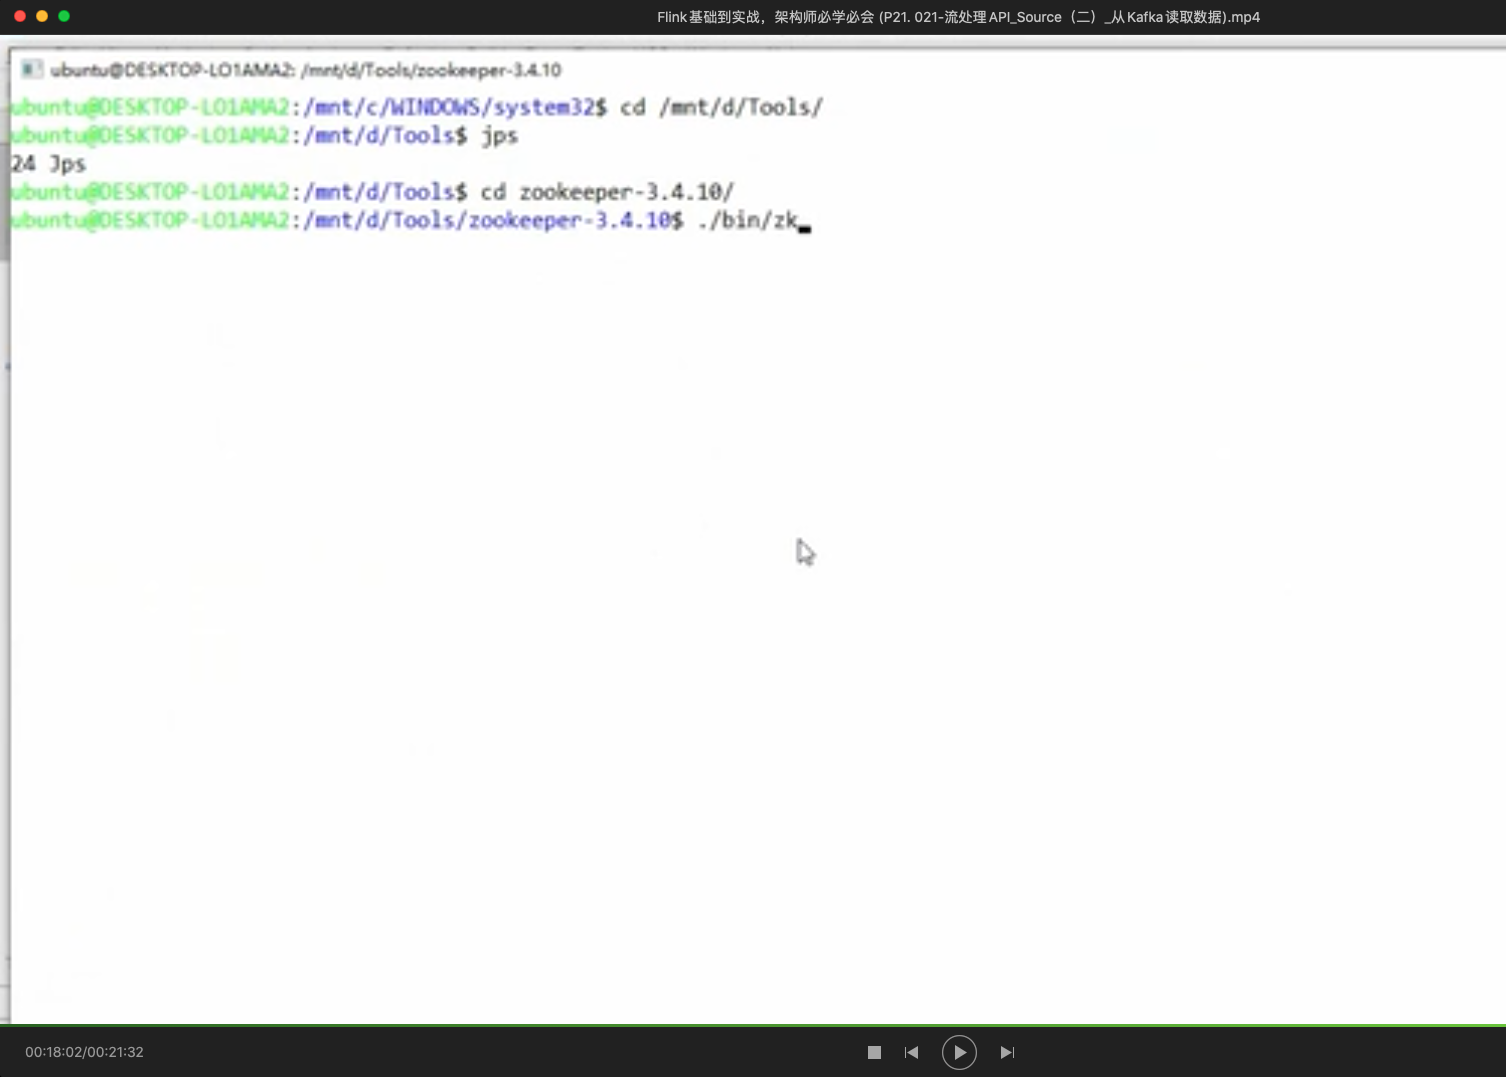 Flink基础到实战，架构师必学必会 (P21. 021-流处理API_Source（二）_从Kafka读取数据).mp4
ubuntu@DESKTOP-LO1AMA2: /mnt/d/Tools/zookeeper-3.4.10
ubuntu@DESKTOP-LO1AMA2:/mnt/c/WINDOWS/system32$ cd /mnt/d/Tools/
ubuntu@DESKTOP-LO1AMA2:/mnt/d/Tools$ jps
24 Jps
ubuntu@DESKTOP-LO1AMA2:/mnt/d/Tools$ cd zookeeper-3.4.10/
ubuntu@DESKTOP-LO1AMA2:/mnt/d/Tools/zookeeper-3.4.10$ ./bin/zk
00:18:02/00:21:32